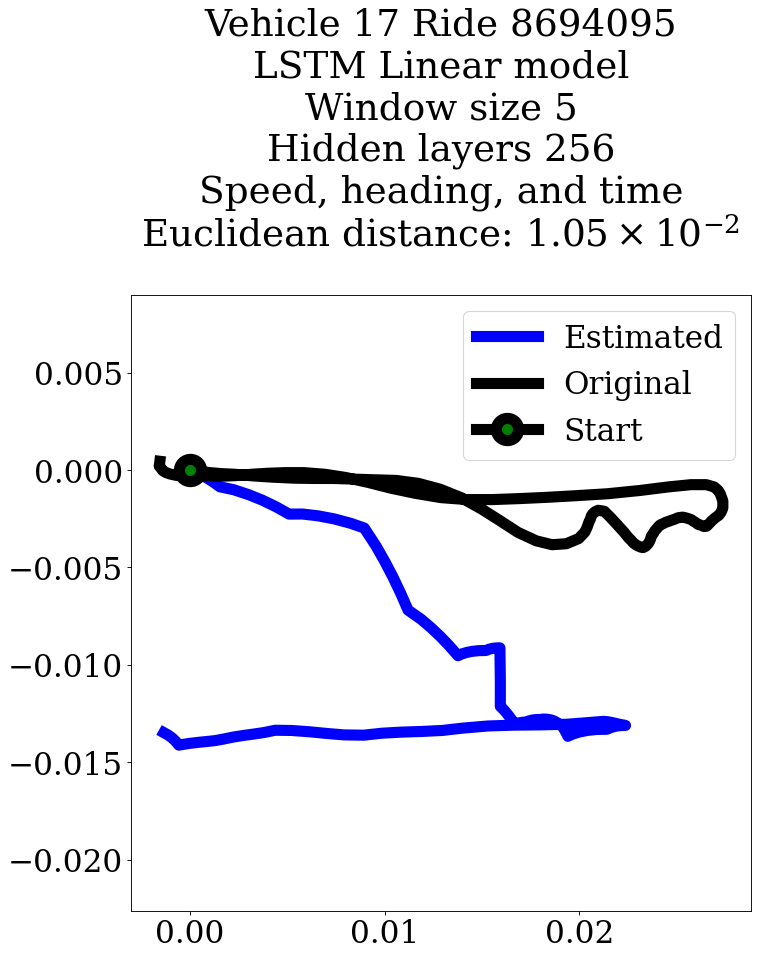 Vehicle 17 Ride 8694095
LSTM Linear model
Window size 5
Hidden layers 256
Speed, heading, and time
Euclidean distance: 1.05 × 10⁻²
Estimated
Original
Start
0.005
0.000
−0.005
−0.010
−0.015
−0.020
0.00 0.01 0.02